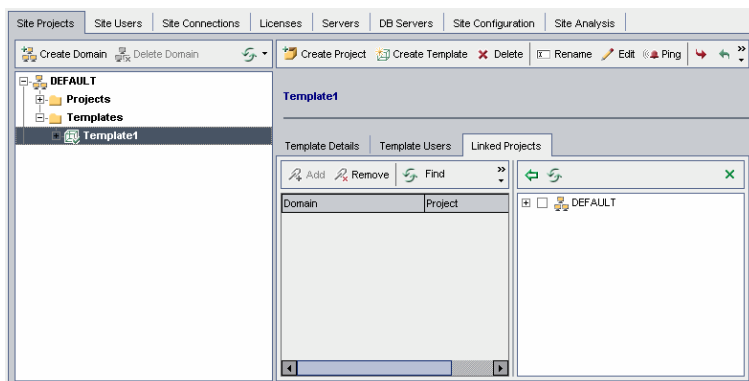 Site Projects Site Users Site Connections Licenses Servers DB Servers Site Configuration Site Analysis
Create Domain Delete Domain Create Project Create Template Delete Rename Edit Ping
DEFAULT
Projects
Templates
Template1
Template1
Template Details Template Users Linked Projects
Add Remove Find
Domain Project
DEFAULT